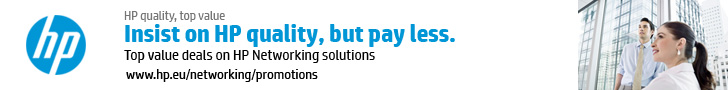 hp
HP quality, top value
Insist on HP quality, but pay less.
Top value deals on HP Networking solutions
www.hp.eu/networking/promotions